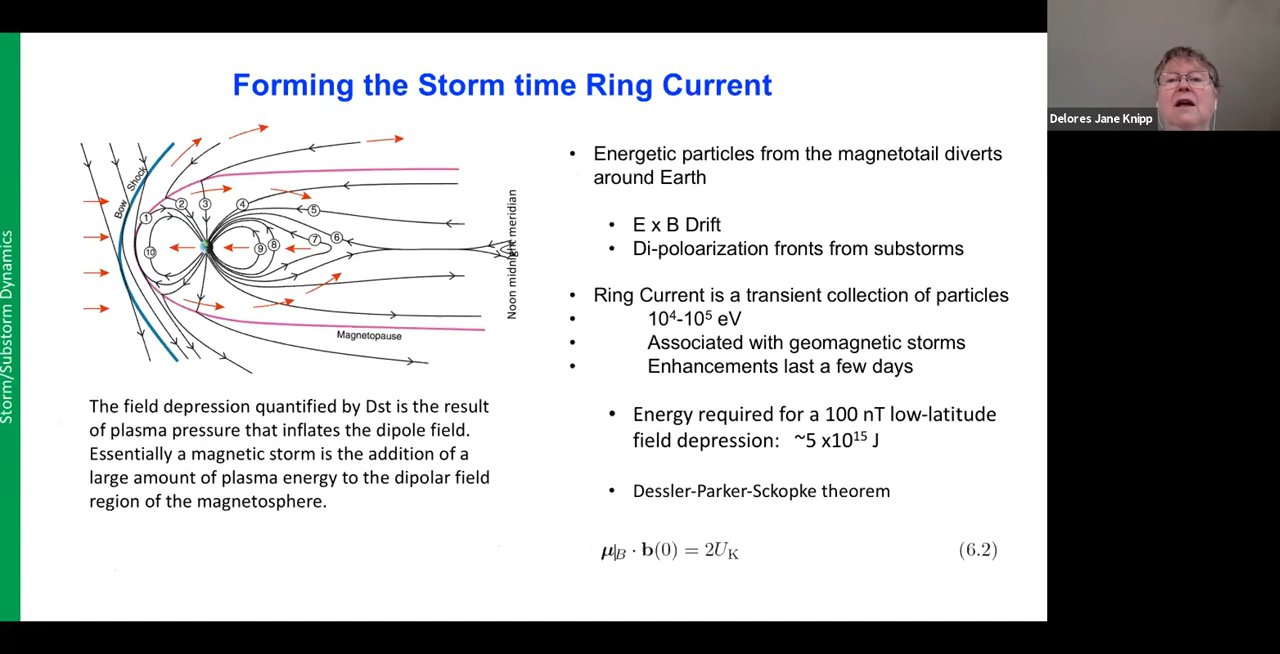 Forming the Storm time Ring Current
Storm/Substorm Dynamics
Bow Shock
1
2
3
4
5
6
7
8
9
10
Magnetopause
Noon midnight meridian
The field depression quantified by Dst is the result
of plasma pressure that inflates the dipole field.
Essentially a magnetic storm is the addition of a
large amount of plasma energy to the dipolar field
region of the magnetosphere.
• Energetic particles from the magnetotail diverts
around Earth
• E x B Drift
• Di-poloarization fronts from substorms
• Ring Current is a transient collection of particles
• 10⁴-10⁵ eV
• Associated with geomagnetic storms
• Enhancements last a few days
• Energy required for a 100 nT low-latitude
field depression: ~5 x10¹⁵ J
• Dessler-Parker-Sckopke theorem
μ|B · b(0) = 2UK (6.2)
Delores Jane Knipp